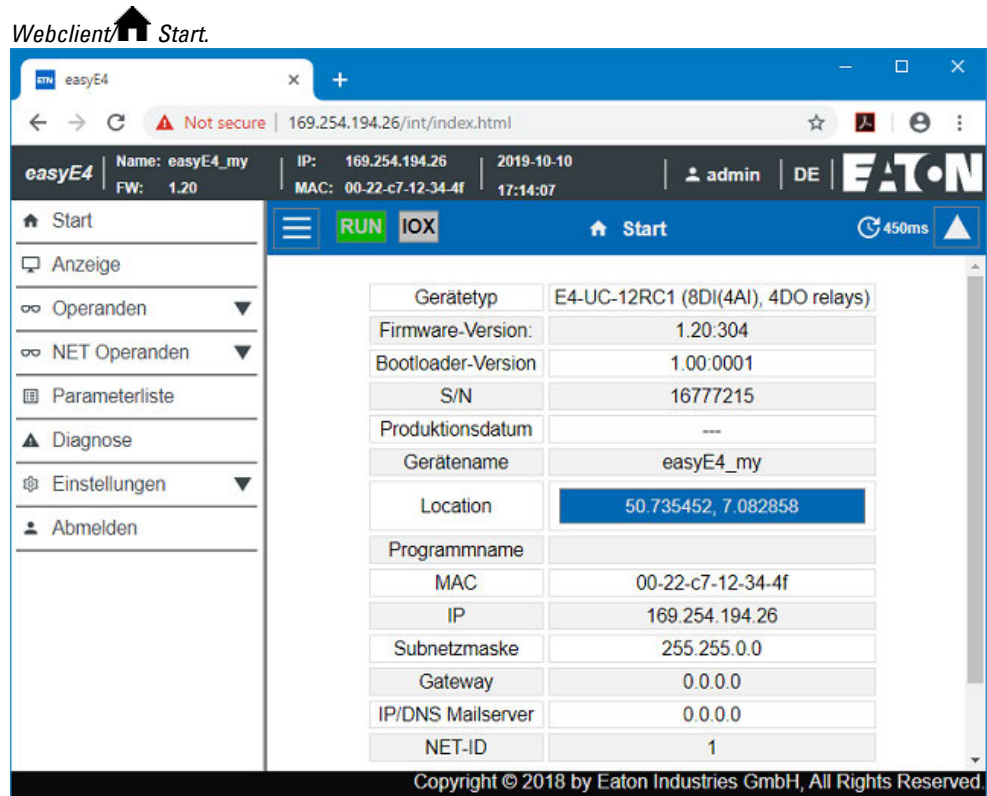 Webclient/ Start.
ETN easyE4
Not secure | 169.254.194.26/int/index.html
easyE4 Name: easyE4_my IP: 169.254.194.26 2019-10-10 admin DE EATON
FW: 1.20 MAC: 00-22-c7-12-34-4f 17:14:07
Start
Anzeige
Operanden
NET Operanden
Parameterliste
Diagnose
Einstellungen
Abmelden
RUN IOX Start 450ms
Gerätetyp E4-UC-12RC1 (8DI(4AI), 4DO relays)
Firmware-Version: 1.20:304
Bootloader-Version 1.00:0001
S/N 16777215
Produktionsdatum ---
Gerätename easyE4_my
Location 50.735452, 7.082858
Programmname
MAC 00-22-c7-12-34-4f
IP 169.254.194.26
Subnetzmaske 255.255.0.0
Gateway 0.0.0.0
IP/DNS Mailserver 0.0.0.0
NET-ID 1
Copyright © 2018 by Eaton Industries GmbH, All Rights Reserved.